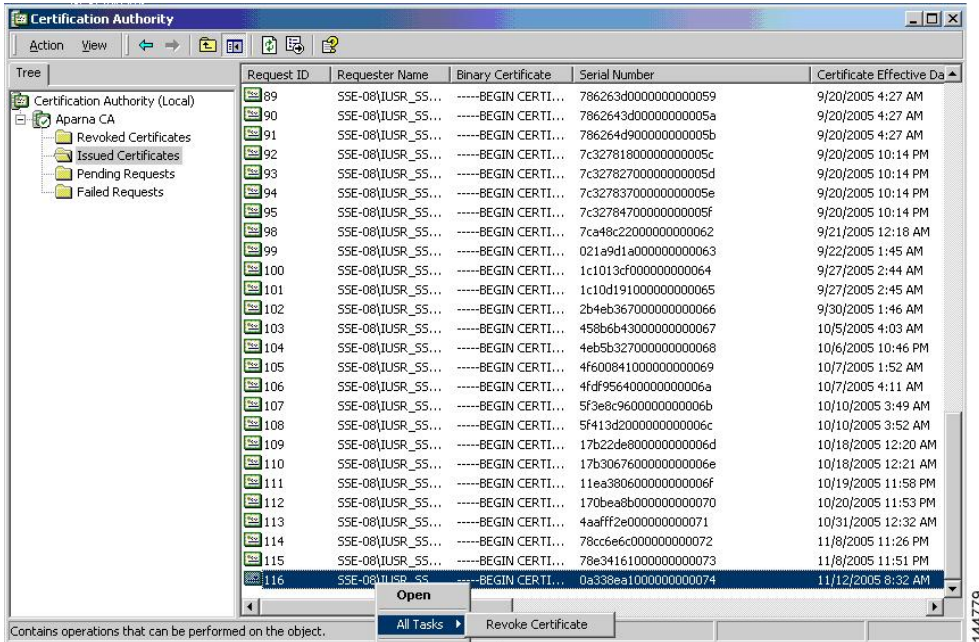 Certification Authority
Action View
Tree
Request ID Requester Name Binary Certificate Serial Number Certificate Effective Da
Certification Authority (Local)
Aparna CA
Revoked Certificates
Issued Certificates
Pending Requests
Failed Requests
89 SSE-08\IUSR_SS... -----BEGIN CERTI... 786263d0000000000059 9/20/2005 4:27 AM
90 SSE-08\IUSR_SS... -----BEGIN CERTI... 7862643d00000000005a 9/20/2005 4:27 AM
91 SSE-08\IUSR_SS... -----BEGIN CERTI... 786264d900000000005b 9/20/2005 4:27 AM
92 SSE-08\IUSR_SS... -----BEGIN CERTI... 7c32781800000000005c 9/20/2005 10:14 PM
93 SSE-08\IUSR_SS... -----BEGIN CERTI... 7c32782700000000005d 9/20/2005 10:14 PM
94 SSE-08\IUSR_SS... -----BEGIN CERTI... 7c32783700000000005e 9/20/2005 10:14 PM
95 SSE-08\IUSR_SS... -----BEGIN CERTI... 7c32784700000000005f 9/20/2005 10:14 PM
98 SSE-08\IUSR_SS... -----BEGIN CERTI... 7ca48c22000000000062 9/21/2005 12:18 AM
99 SSE-08\IUSR_SS... -----BEGIN CERTI... 021a9d1a000000000063 9/22/2005 1:45 AM
100 SSE-08\IUSR_SS... -----BEGIN CERTI... 1c1013cf000000000064 9/27/2005 2:44 AM
101 SSE-08\IUSR_SS... -----BEGIN CERTI... 1c10d191000000000065 9/27/2005 2:45 AM
102 SSE-08\IUSR_SS... -----BEGIN CERTI... 2b4eb367000000000066 9/30/2005 1:46 AM
103 SSE-08\IUSR_SS... -----BEGIN CERTI... 458b6b43000000000067 10/5/2005 4:03 AM
104 SSE-08\IUSR_SS... -----BEGIN CERTI... 4eb5b327000000000068 10/6/2005 10:46 PM
105 SSE-08\IUSR_SS... -----BEGIN CERTI... 4f600841000000000069 10/7/2005 1:52 AM
106 SSE-08\IUSR_SS... -----BEGIN CERTI... 4fdf956400000000006a 10/7/2005 4:11 AM
107 SSE-08\IUSR_SS... -----BEGIN CERTI... 5f3e8c9600000000006b 10/10/2005 3:49 AM
108 SSE-08\IUSR_SS... -----BEGIN CERTI... 5f413d2000000000006c 10/10/2005 3:52 AM
109 SSE-08\IUSR_SS... -----BEGIN CERTI... 17b22de800000000006d 10/18/2005 12:20 AM
110 SSE-08\IUSR_SS... -----BEGIN CERTI... 17b3067600000000006e 10/18/2005 12:21 AM
111 SSE-08\IUSR_SS... -----BEGIN CERTI... 11ea380600000000006f 10/19/2005 11:58 PM
112 SSE-08\IUSR_SS... -----BEGIN CERTI... 170bea8b000000000070 10/20/2005 11:53 PM
113 SSE-08\IUSR_SS... -----BEGIN CERTI... 4aafff2e000000000071 10/31/2005 12:32 AM
114 SSE-08\IUSR_SS... -----BEGIN CERTI... 78cc6e6c000000000072 11/8/2005 11:26 PM
115 SSE-08\IUSR_SS... -----BEGIN CERTI... 78e34161000000000073 11/8/2005 11:51 PM
116 SSE-08\IUSR_SS... -----BEGIN CERTI... 0a338ea1000000000074 11/12/2005 8:32 AM
Open
All Tasks
Revoke Certificate
Contains operations that can be performed on the object.